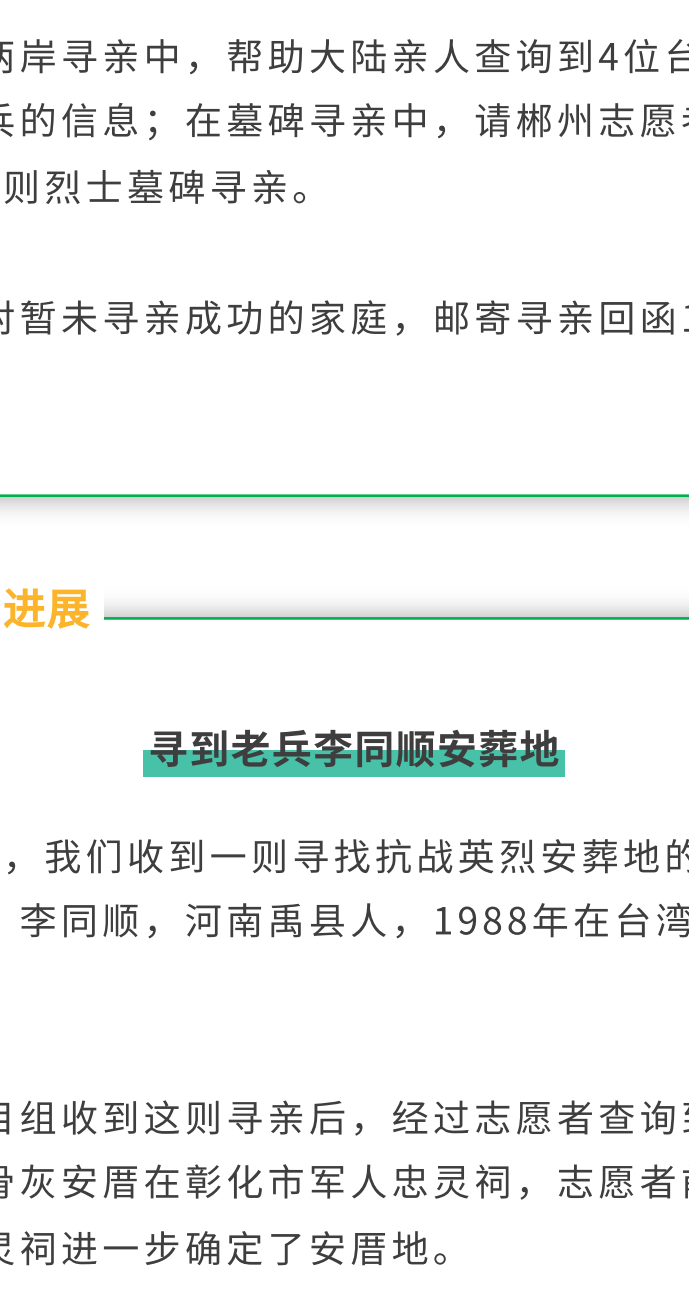 岸寻亲中，帮助大陆亲人查询到4位台
兵的信息；在墓碑寻亲中，请郴州志愿者
则烈士墓碑寻亲。
对暂未寻亲成功的家庭，邮寄寻亲回函
进展
寻到老兵李同顺安葬地
，我们收到一则寻找抗战英烈安葬地的
李同顺，河南禹县人，1988年在台湾
目组收到这则寻亲后，经过志愿者查询到
骨灰安厝在彰化市军人忠灵祠，志愿者前
灵祠进一步确定了安厝地。